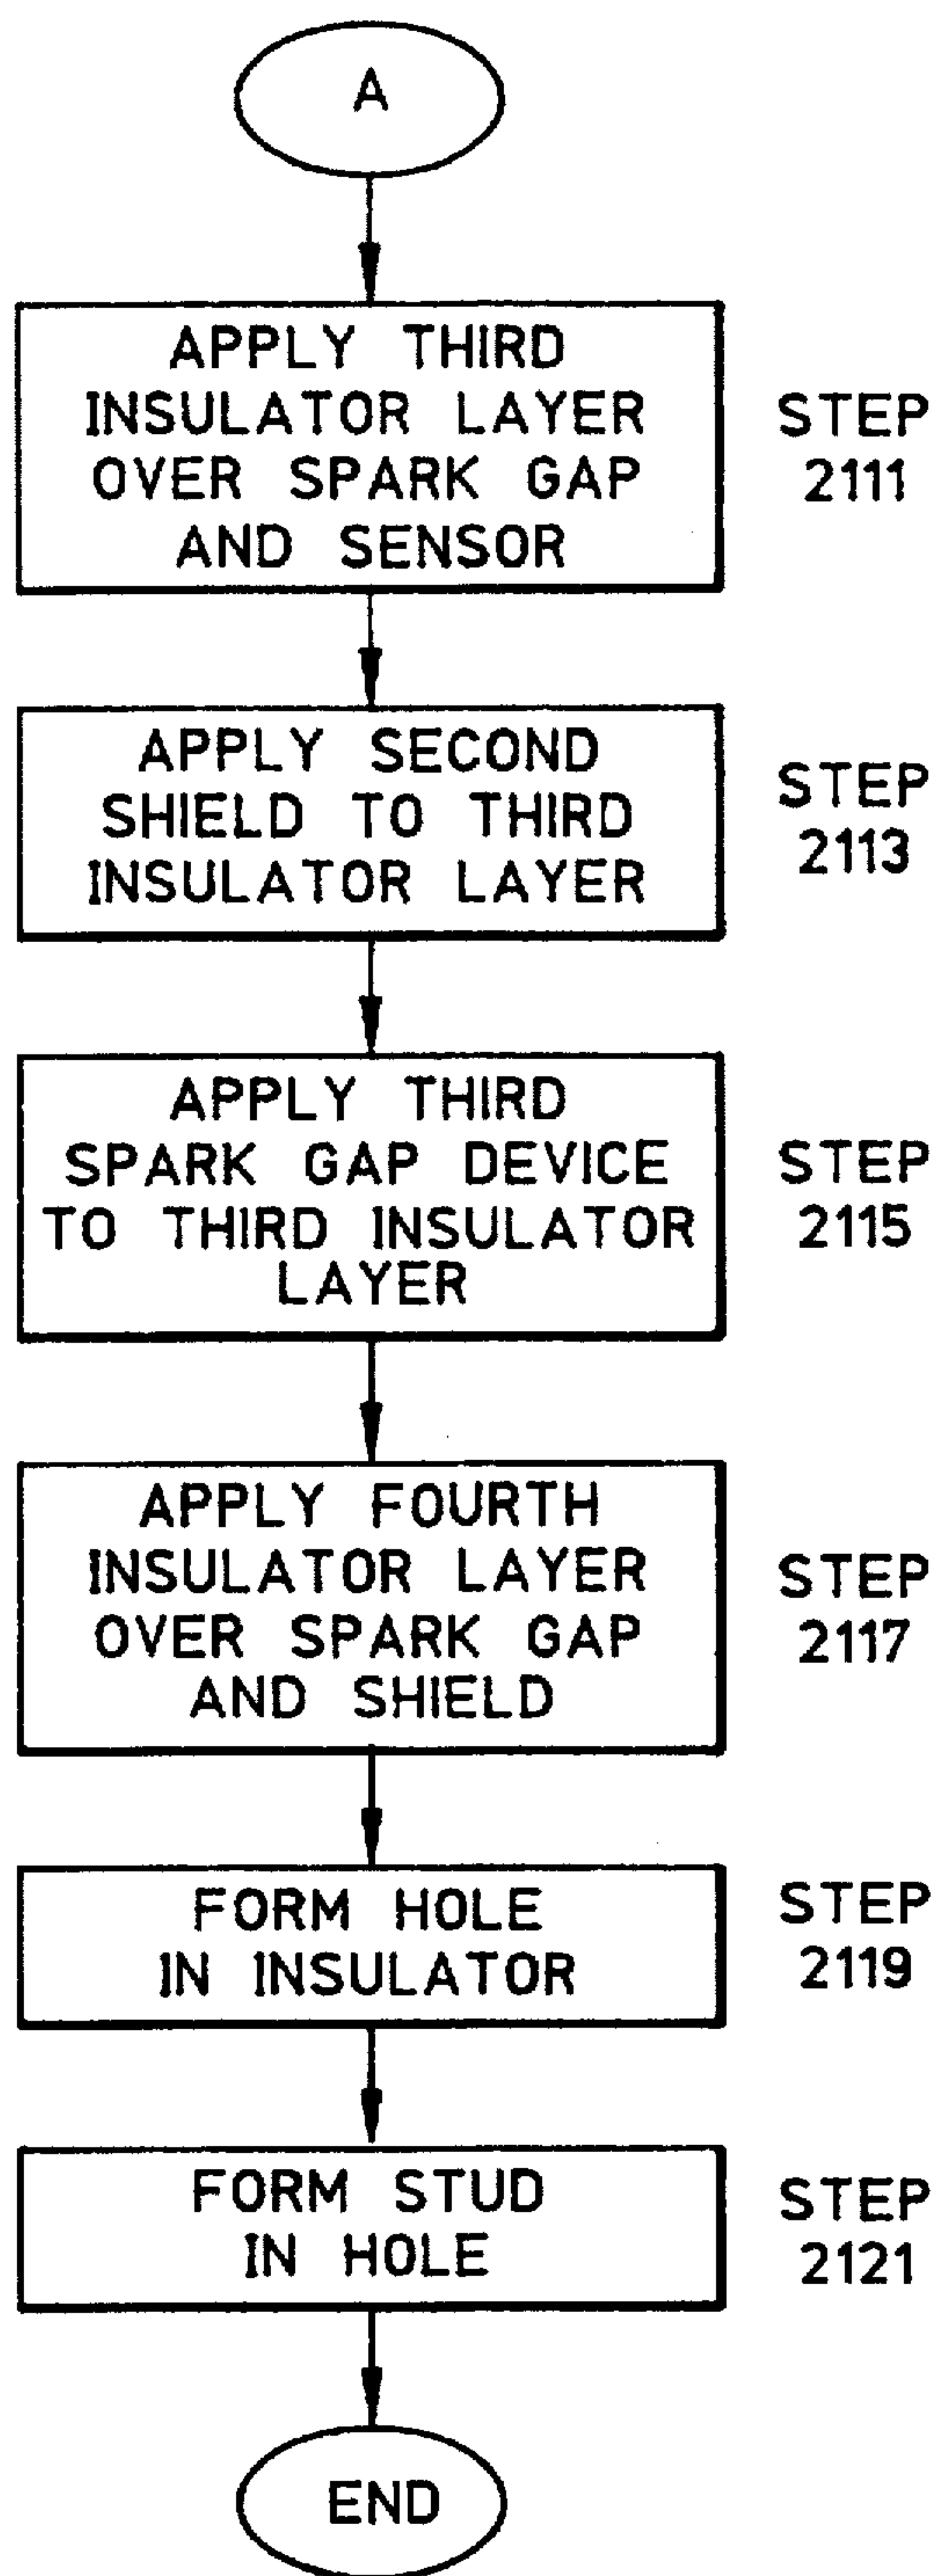 A
APPLY THIRD
INSULATOR LAYER
OVER SPARK GAP
AND SENSOR
STEP
2111
APPLY SECOND
SHIELD TO THIRD
INSULATOR LAYER
STEP
2113
APPLY THIRD
SPARK GAP DEVICE
TO THIRD INSULATOR
LAYER
STEP
2115
APPLY FOURTH
INSULATOR LAYER
OVER SPARK GAP
AND SHIELD
STEP
2117
FORM HOLE
IN INSULATOR
STEP
2119
FORM STUD
IN HOLE
STEP
2121
END